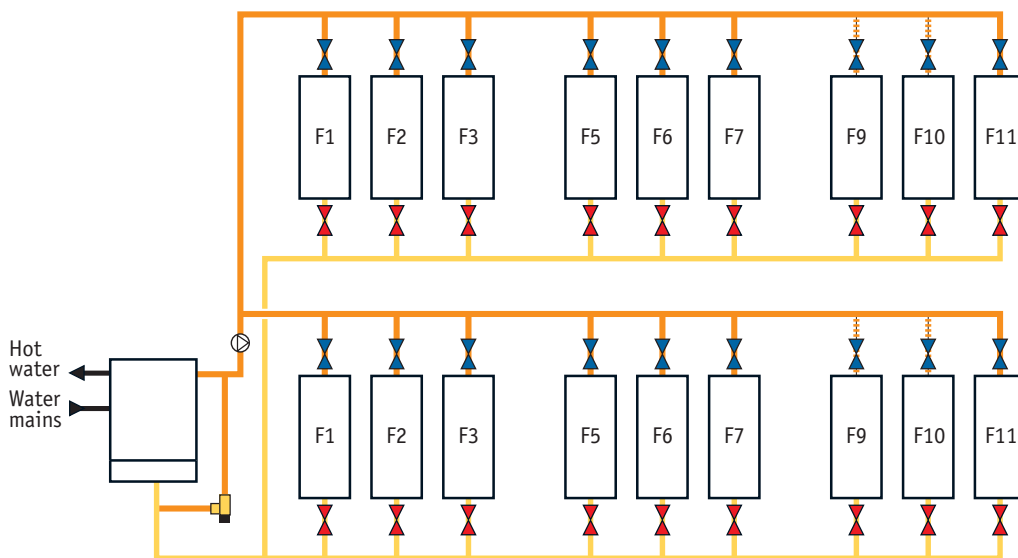 F1 F2 F3 F5 F6 F7 F9 F10 F11
Hot
water
Water
mains
F1 F2 F3 F5 F6 F7 F9 F10 F11